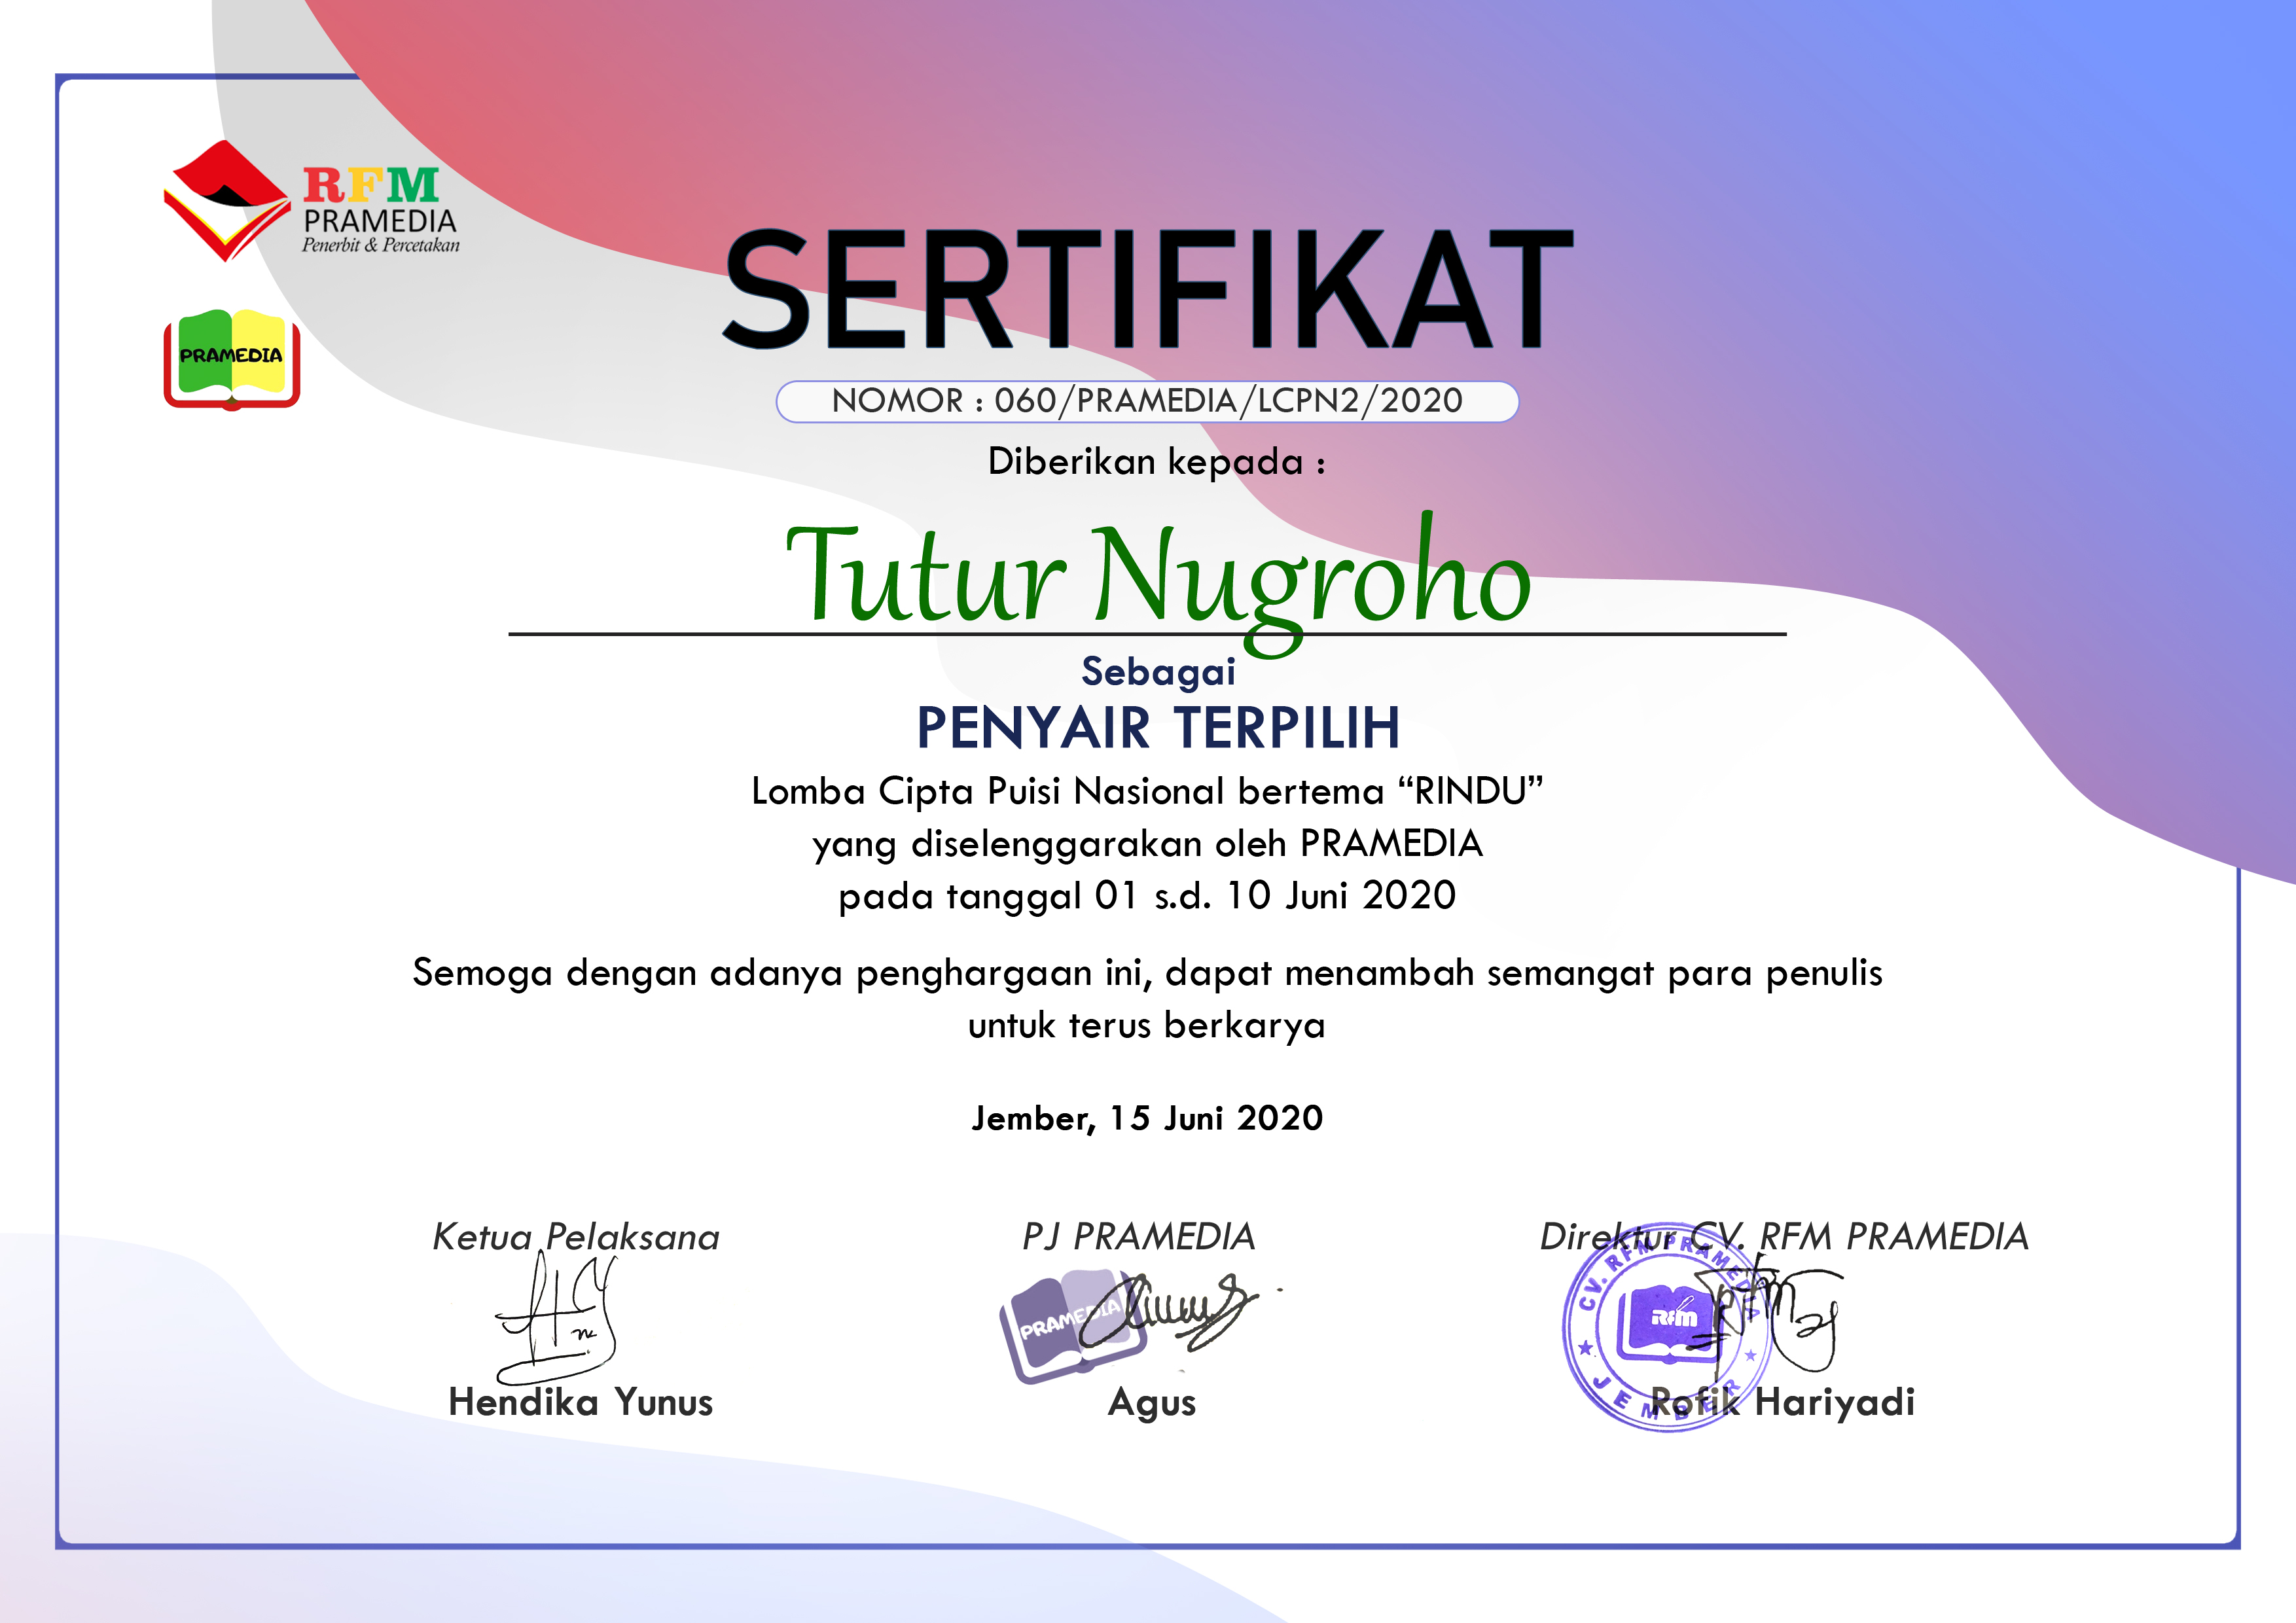 RFM
PRAMEDIA
Penerbit & Percetakan
PRAMEDIA
SERTIFIKAT
NOMOR : 060/PRAMEDIA/LCPN2/2020
Diberikan kepada :
Tutur Nugroho
Sebagai
PENYAIR TERPILIH
Lomba Cipta Puisi Nasional bertema “RINDU”
yang diselenggarakan oleh PRAMEDIA
pada tanggal 01 s.d. 10 Juni 2020
Semoga dengan adanya penghargaan ini, dapat menambah semangat para penulis
untuk terus berkarya
Jember, 15 Juni 2020
Ketua Pelaksana
PJ PRAMEDIA
Direktur CV. RFM PRAMEDIA
PRAMEDIA
CV. RFM PRAMEDIA
Rfm
JEMBER
Hendika Yunus
Agus
Rofik Hariyadi